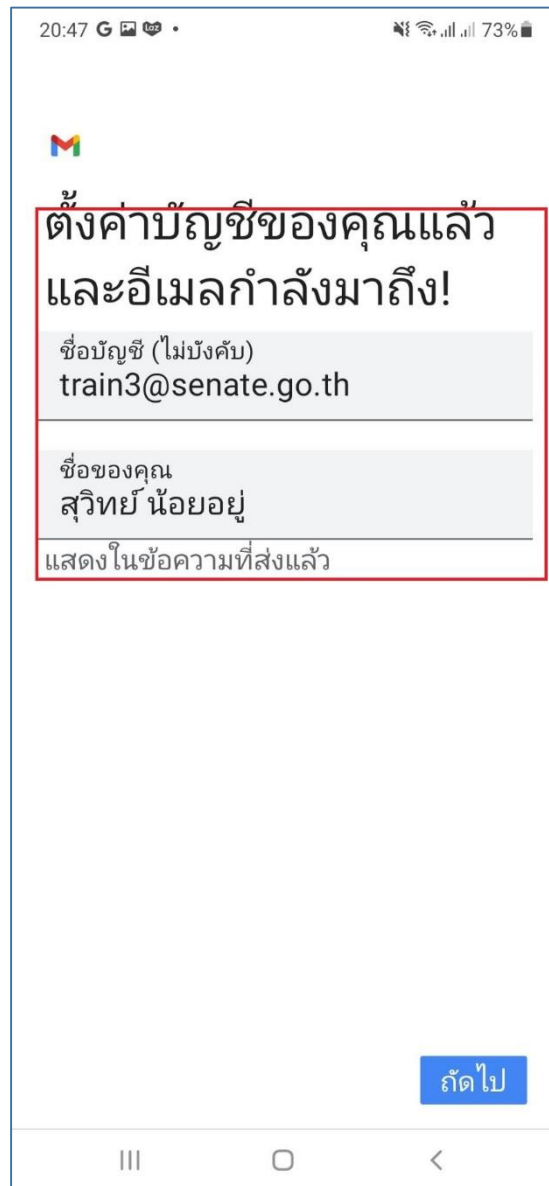 20:47 G Laz • 73%
ตั้งค่าบัญชีของคุณแล้ว
และอีเมลกำลังมาถึง!
ชื่อบัญชี (ไม่บังคับ)
train3@senate.go.th
ชื่อของคุณ
สุวิทย์ น้อยอยู่
แสดงในข้อความที่ส่งแล้ว
ถัดไป